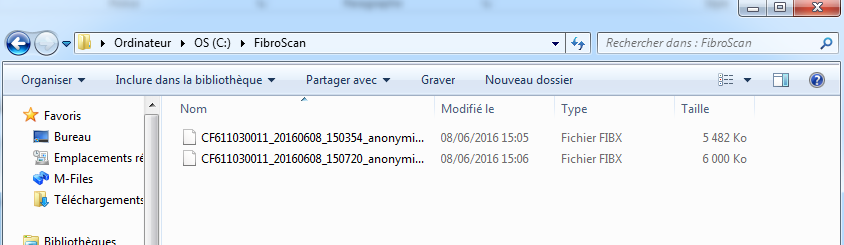 Ordinateur ▸ OS (C:) ▸ FibroScan
Rechercher dans : FibroScan
Organiser ▾ Inclure dans la bibliothèque ▾ Partager avec ▾ Graver Nouveau dossier
Nom Modifié le Type Taille
Favoris
Bureau
Emplacements ré
M-Files
Téléchargements
Bibliothèques
CF611030011_20160608_150354_anonymi... 08/06/2016 15:05 Fichier FIBX 5 482 Ko
CF611030011_20160608_150720_anonymi... 08/06/2016 15:06 Fichier FIBX 6 000 Ko